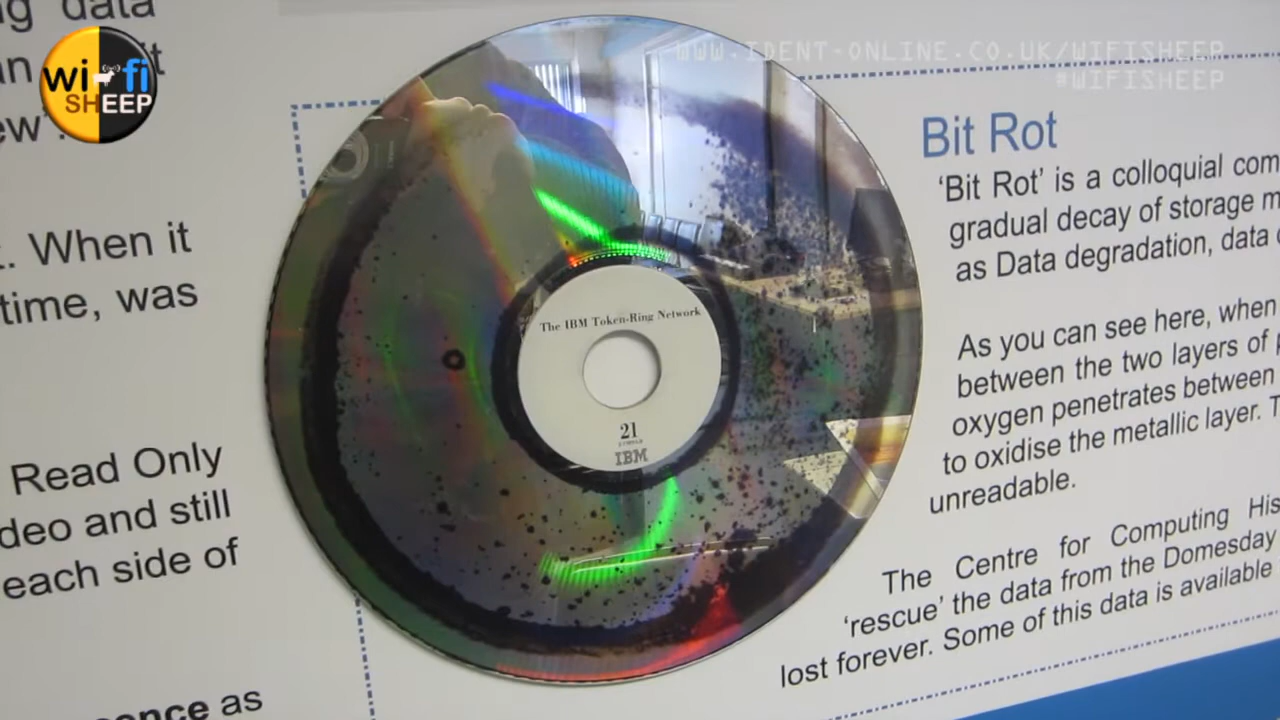 ng data
wi fi
SHEEP
WWW.IDENT-ONLINE.CO.UK/WIFISHEEP
#WIFISHEEP
ew'.
. When it
time, was
Read Only
deo and still
each side of
ence as
The IBM Token-Ring Network
21
IBM
Bit Rot
'Bit Rot' is a colloquial com
gradual decay of storage m
as Data degradation, data
As you can see here, when
between the two layers of
oxygen penetrates between
to oxidise the metallic layer. T
unreadable.
The Centre for Computing His
'rescue' the data from the Domesday
lost forever. Some of this data is available